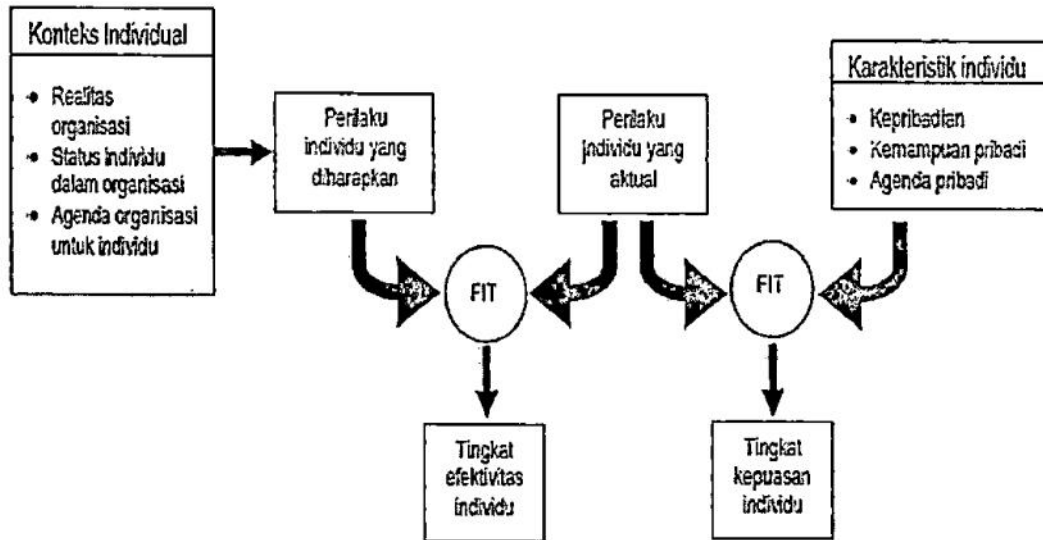 Konteks Individual
• Realitas
organisasi
• Status individu
dalam organisasi
• Agenda organisasi
untuk individu
Perilaku
individu yang
diharapkan
Perilaku
individu yang
aktual
Karakteristik individu
• Kepribadian
• Kemampuan pribadi
• Agenda pribadi
FIT
FIT
Tingkat
efektivitas
individu
Tingkat
kepuasan
individu